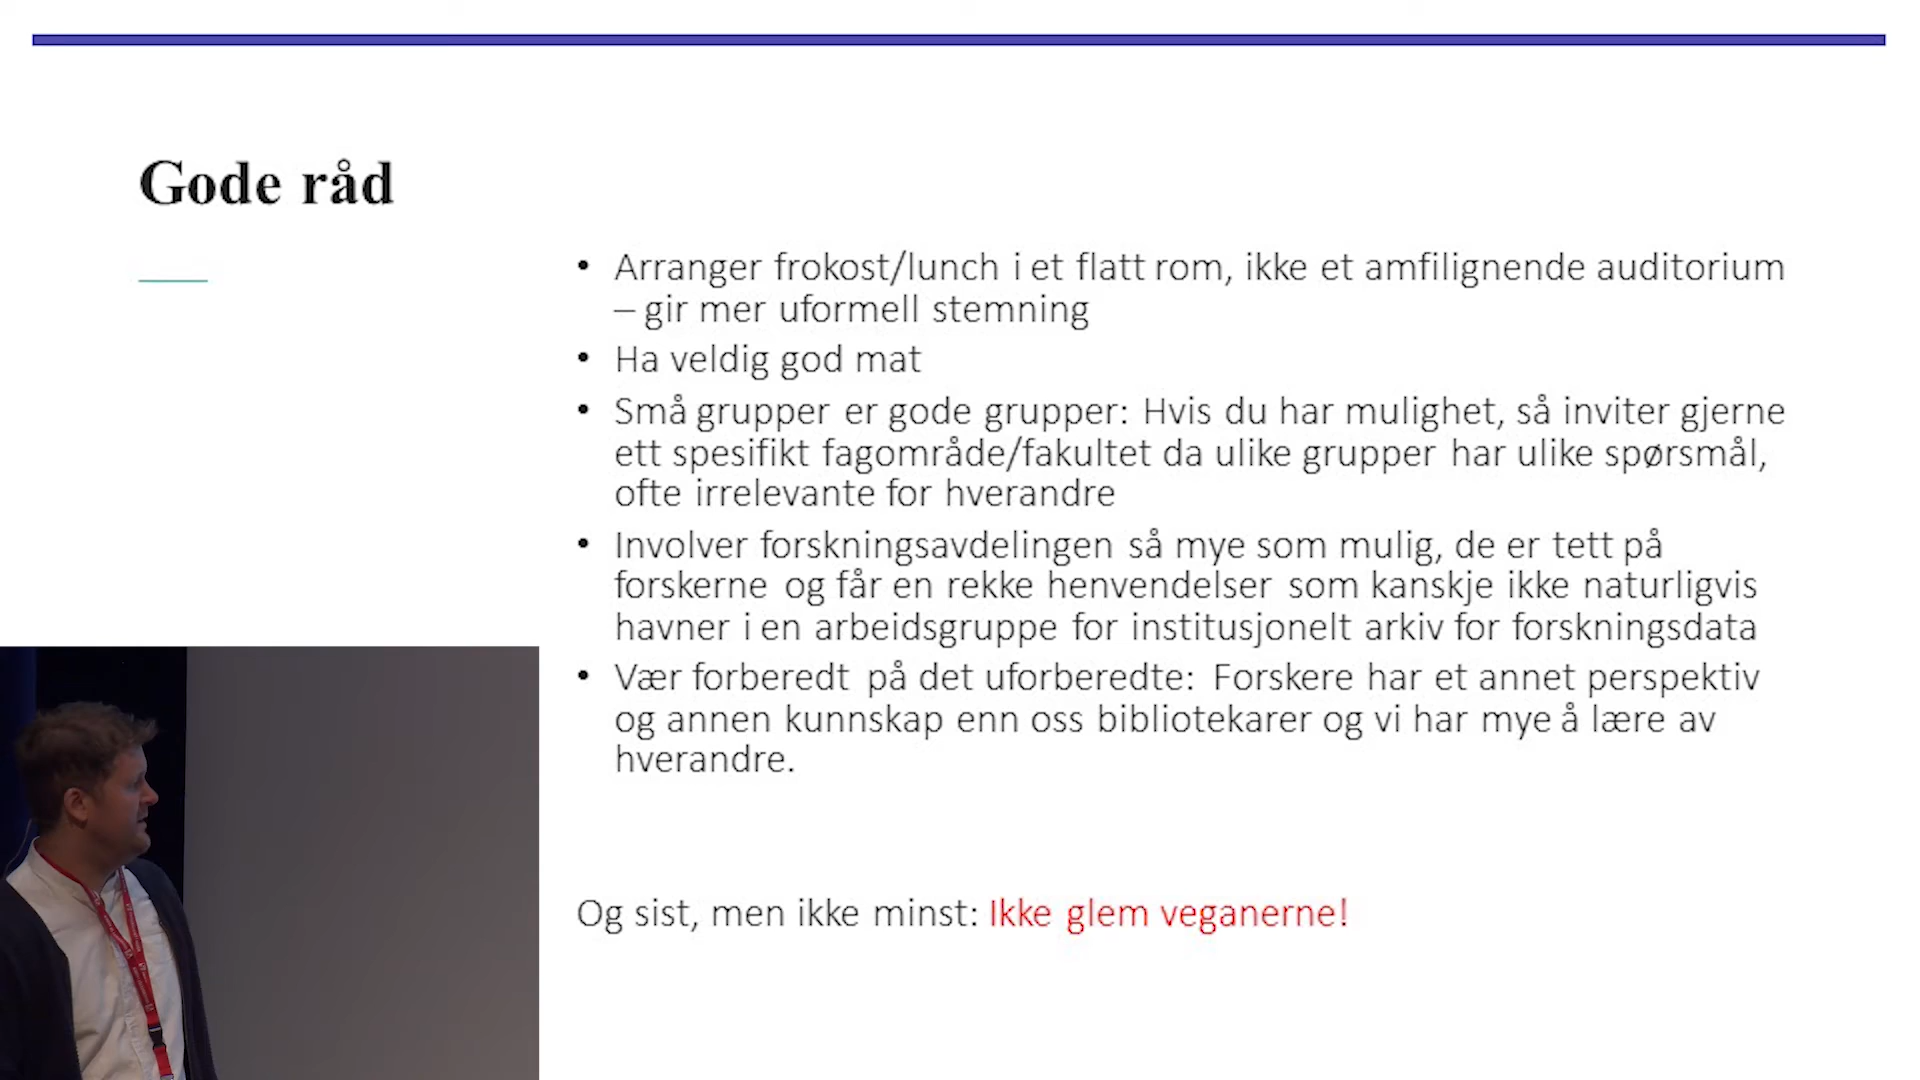 Gode råd
• Arranger frokost/lunch i et flatt rom, ikke et amfilignende auditorium
– gir mer uformell stemning
• Ha veldig god mat
• Små grupper er gode grupper: Hvis du har mulighet, så inviter gjerne
ett spesifikt fagområde/fakultet da ulike grupper har ulike spørsmål,
ofte irrelevante for hverandre
• Involver forskningsavdelingen så mye som mulig, de er tett på
forskerne og får en rekke henvendelser som kanskje ikke naturligvis
havner i en arbeidsgruppe for institusjonelt arkiv for forskningsdata
• Vær forberedt på det uforberedte: Forskere har et annet perspektiv
og annen kunnskap enn oss bibliotekarer og vi har mye å lære av
hverandre.
Og sist, men ikke minst: Ikke glem veganerne!